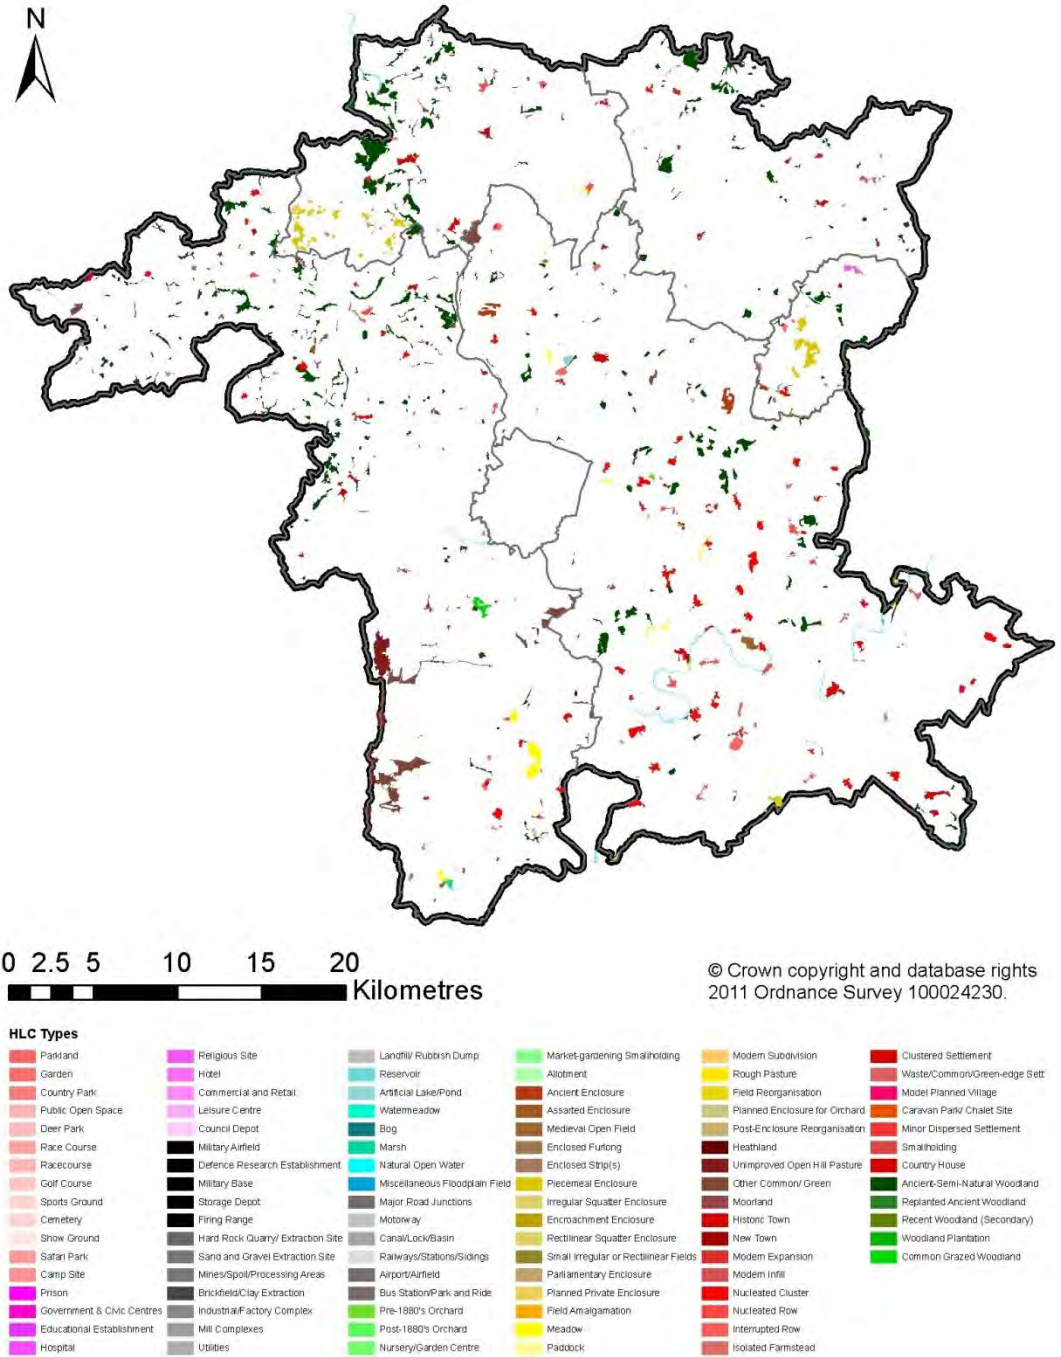 N
0 2.5 5 10 15 20
Kilometres
© Crown copyright and database rights
2011 Ordnance Survey 100024230.
HLC Types
Parkland
Garden
Country Park
Public Open Space
Deer Park
Race Course
Racecourse
Golf Course
Sports Ground
Cemetery
Show Ground
Safari Park
Camp Site
Prison
Government & Civic Centres
Educational Establishment
Hospital
Religious Site
Hotel
Commercial and Retail
Leisure Centre
Council Depot
Military Airfield
Defence Research Establishment
Military Base
Storage Depot
Firing Range
Hard Rock Quarry/ Extraction Site
Sand and Gravel Extraction Site
Mines/Spoil/Processing Areas
Brickfield/Clay Extraction
Industrial/Factory Complex
Mill Complexes
Utilities
Landfill/ Rubbish Dump
Reservoir
Artificial Lake/Pond
Watermeadow
Bog
Marsh
Natural Open Water
Miscellaneous Floodplain Field
Major Road Junctions
Motorway
Canal/Lock/Basin
Railways/Stations/Sidings
Airport/Airfield
Bus Station/Park and Ride
Pre-1880's Orchard
Post-1880's Orchard
Nursery/Garden Centre
Market-gardening Smallholding
Allotment
Ancient Enclosure
Assarted Enclosure
Medieval Open Field
Enclosed Furlong
Enclosed Strip(s)
Piecemeal Enclosure
Irregular Squatter Enclosure
Encroachment Enclosure
Rectilinear Squatter Enclosure
Small Irregular or Rectilinear Fields
Parliamentary Enclosure
Planned Private Enclosure
Field Amalgamation
Meadow
Paddock
Modern Subdivision
Rough Pasture
Field Reorganisation
Planned Enclosure for Orchard
Post-Enclosure Reorganisation
Heathland
Unimproved Open Hill Pasture
Other Common/ Green
Moorland
Historic Town
New Town
Modern Expansion
Modern Infill
Nucleated Cluster
Nucleated Row
Interrupted Row
Isolated Farmstead
Clustered Settlement
Waste/Common/Green-edge Sett
Model Planned Village
Caravan Park/ Chalet Site
Minor Dispersed Settlement
Smallholding
Country House
Ancient-Semi-Natural Woodland
Replanted Ancient Woodland
Recent Woodland (Secondary)
Woodland Plantation
Common Grazed Woodland